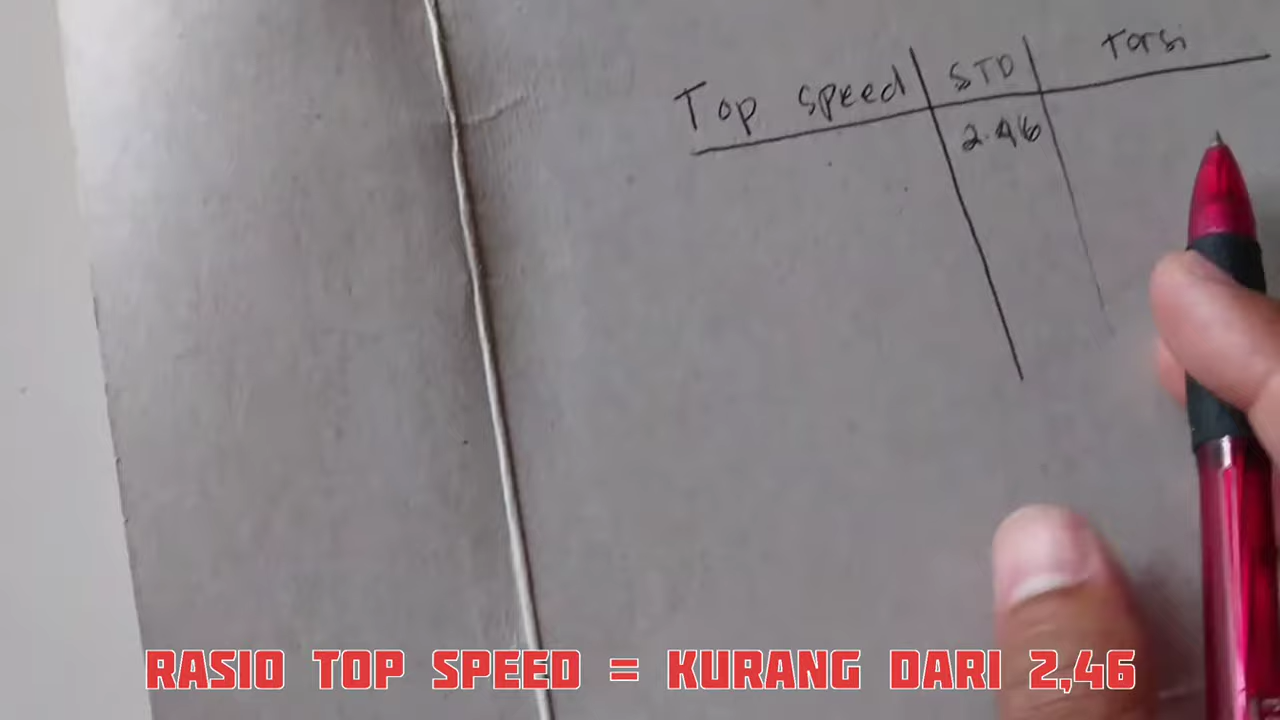 Top speed STD Torsi
2.46
RASIO TOP SPEED = KURANG DARI 2,46